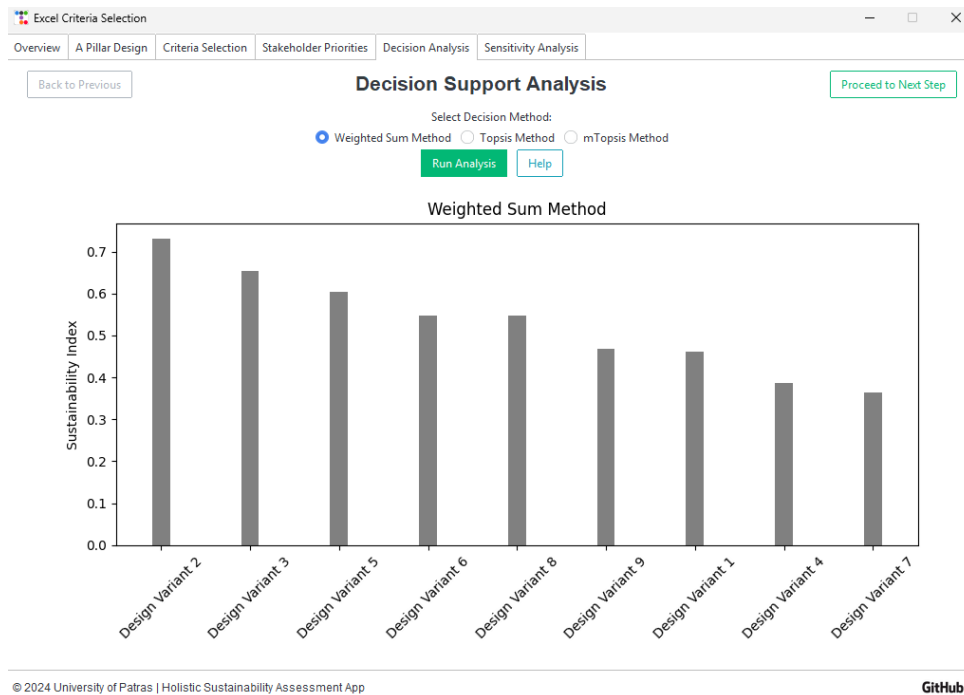 Excel Criteria Selection
Overview A Pillar Design Criteria Selection Stakeholder Priorities Decision Analysis Sensitivity Analysis
Back to Previous Decision Support Analysis Proceed to Next Step
Select Decision Method:
Weighted Sum Method Topsis Method mTopsis Method
Run Analysis Help
Weighted Sum Method
Sustainability Index
0.7
0.6
0.5
0.4
0.3
0.2
0.1
0.0
Design Variant 2
Design Variant 3
Design Variant 5
Design Variant 6
Design Variant 8
Design Variant 9
Design Variant 1
Design Variant 4
Design Variant 7
© 2024 University of Patras | Holistic Sustainability Assessment App GitHub